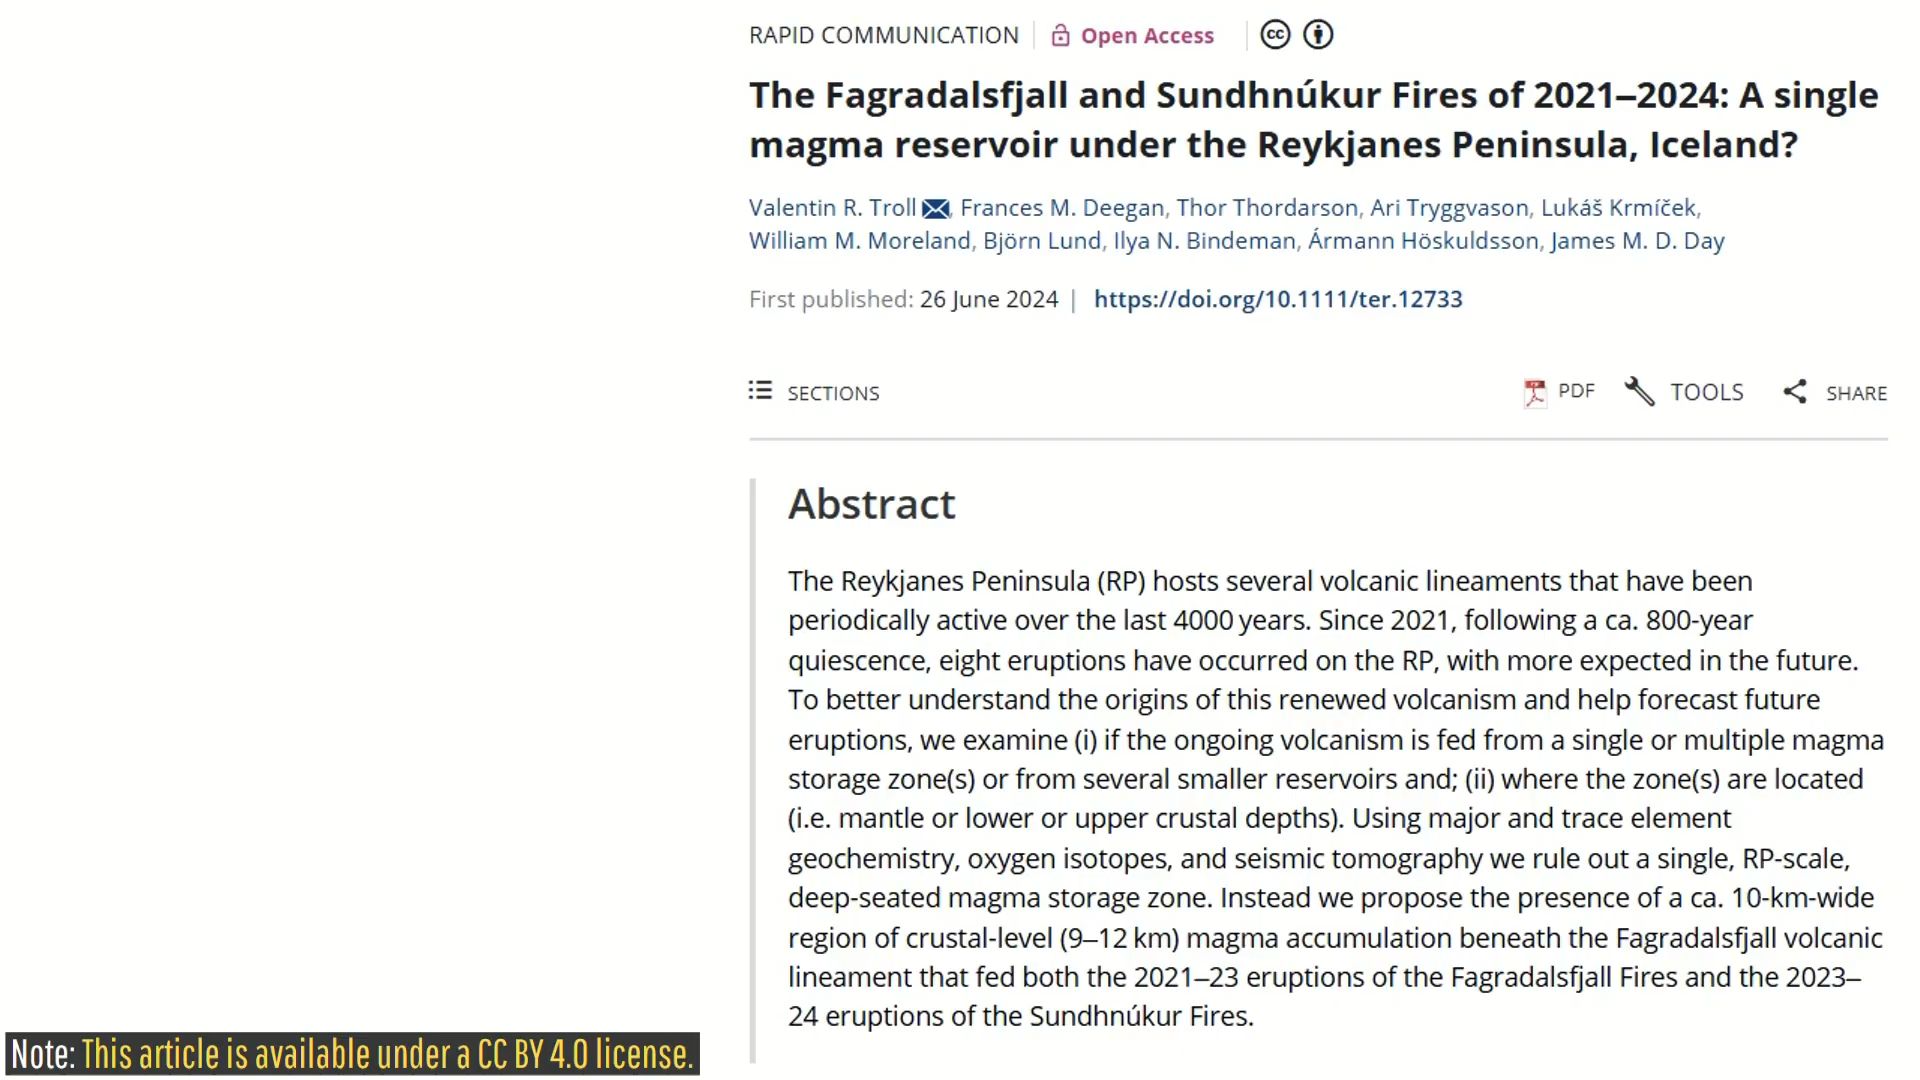 RAPID COMMUNICATION Open Access cc
The Fagradalsfjall and Sundhnúkur Fires of 2021–2024: A single
magma reservoir under the Reykjanes Peninsula, Iceland?
Valentin R. Troll, Frances M. Deegan, Thor Thordarson, Ari Tryggvason, Lukáš Krmíček,
William M. Moreland, Björn Lund, Ilya N. Bindeman, Ármann Höskuldsson, James M. D. Day
First published: 26 June 2024 | https://doi.org/10.1111/ter.12733
SECTIONS PDF TOOLS SHARE
Abstract
The Reykjanes Peninsula (RP) hosts several volcanic lineaments that have been
periodically active over the last 4000 years. Since 2021, following a ca. 800-year
quiescence, eight eruptions have occurred on the RP, with more expected in the future.
To better understand the origins of this renewed volcanism and help forecast future
eruptions, we examine (i) if the ongoing volcanism is fed from a single or multiple magma
storage zone(s) or from several smaller reservoirs and; (ii) where the zone(s) are located
(i.e. mantle or lower or upper crustal depths). Using major and trace element
geochemistry, oxygen isotopes, and seismic tomography we rule out a single, RP-scale,
deep-seated magma storage zone. Instead we propose the presence of a ca. 10-km-wide
region of crustal-level (9–12 km) magma accumulation beneath the Fagradalsfjall volcanic
lineament that fed both the 2021–23 eruptions of the Fagradalsfjall Fires and the 2023–
24 eruptions of the Sundhnúkur Fires.
Note: This article is available under a CC BY 4.0 license.